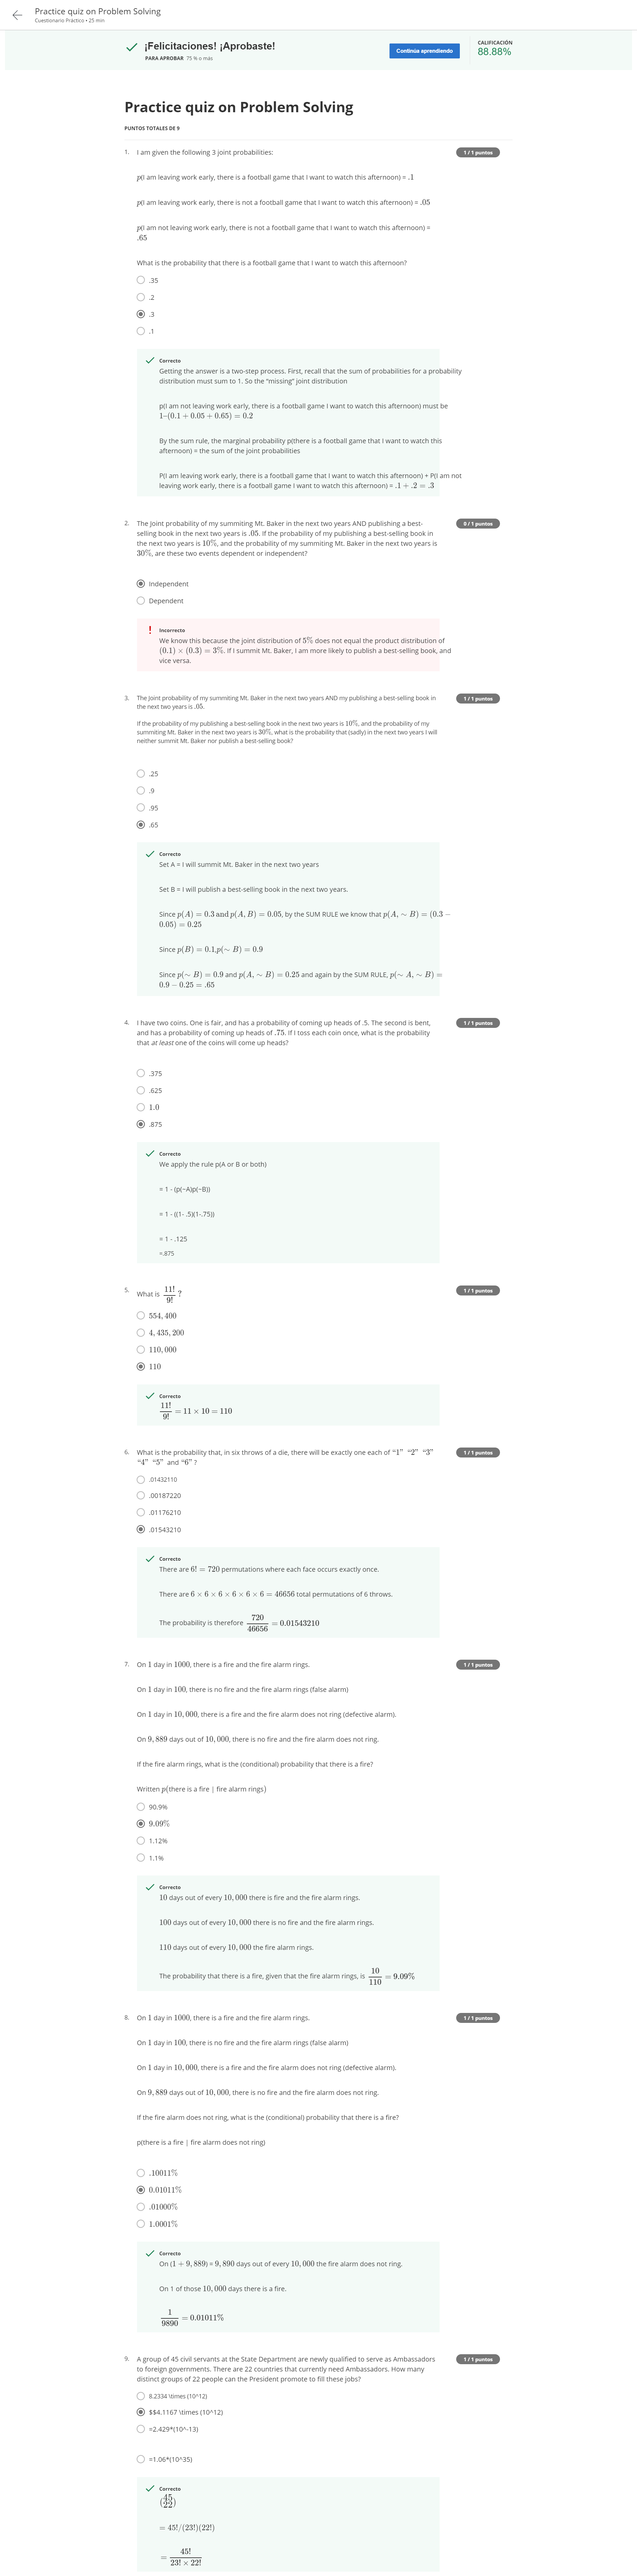 Practice quiz on Problem Solving
Cuestionario Práctico • 25 min
¡Felicitaciones! ¡Aprobaste!
PARA APROBAR 75 % o más
Continúa aprendiendo
CALIFICACIÓN
88.88%
Practice quiz on Problem Solving
PUNTOS TOTALES DE 9
1. I am given the following 3 joint probabilities:
1 / 1 puntos
p(I am leaving work early, there is a football game that I want to watch this afternoon) = .1
p(I am leaving work early, there is not a football game that I want to watch this afternoon) = .05
p(I am not leaving work early, there is not a football game that I want to watch this afternoon) =
.65
What is the probability that there is a football game that I want to watch this afternoon?
.35
.2
.3
.1
Correcto
Getting the answer is a two-step process. First, recall that the sum of probabilities for a probability
distribution must sum to 1. So the "missing" joint distribution
p(I am not leaving work early, there is a football game I want to watch this afternoon) must be
1–(0.1 + 0.05 + 0.65) = 0.2
By the sum rule, the marginal probability p(there is a football game that I want to watch this
afternoon) = the sum of the joint probabilities
P(I am leaving work early, there is a football game that I want to watch this afternoon) + P(I am not
leaving work early, there is a football game I want to watch this afternoon) = .1 + .2 = .3
2. The Joint probability of my summiting Mt. Baker in the next two years AND publishing a best-
selling book in the next two years is .05. If the probability of my publishing a best-selling book in
the next two years is 10%, and the probability of my summiting Mt. Baker in the next two years is
30%, are these two events dependent or independent?
0 / 1 puntos
Independent
Dependent
Incorrecto
We know this because the joint distribution of 5% does not equal the product distribution of
(0.1) × (0.3) = 3%. If I summit Mt. Baker, I am more likely to publish a best-selling book, and
vice versa.
3. The Joint probability of my summiting Mt. Baker in the next two years AND my publishing a best-selling book in
the next two years is .05.
1 / 1 puntos
If the probability of my publishing a best-selling book in the next two years is 10%, and the probability of my
summiting Mt. Baker in the next two years is 30%, what is the probability that (sadly) in the next two years I will
neither summit Mt. Baker nor publish a best-selling book?
.25
.9
.95
.65
Correcto
Set A = I will summit Mt. Baker in the next two years
Set B = I will publish a best-selling book in the next two years.
Since p(A) = 0.3 and p(A, B) = 0.05, by the SUM RULE we know that p(A, ∼ B) = (0.3 −
0.05) = 0.25
Since p(B) = 0.1,p(∼ B) = 0.9
Since p(∼ B) = 0.9 and p(A, ∼ B) = 0.25 and again by the SUM RULE, p(∼ A, ∼ B) =
0.9 − 0.25 = .65
4. I have two coins. One is fair, and has a probability of coming up heads of .5. The second is bent,
and has a probability of coming up heads of .75. If I toss each coin once, what is the probability
that at least one of the coins will come up heads?
1 / 1 puntos
.375
.625
1.0
.875
Correcto
We apply the rule p(A or B or both)
= 1 - (p(~A)p(~B))
= 1 - ((1- .5)(1-.75))
= 1 - .125
=.875
5. What is 11!/9! ?
1 / 1 puntos
554, 400
4, 435, 200
110, 000
110
Correcto
11!/9! = 11 × 10 = 110
6. What is the probability that, in six throws of a die, there will be exactly one each of “1” “2” “3”
“4” “5” and “6” ?
1 / 1 puntos
.01432110
.00187220
.01176210
.01543210
Correcto
There are 6! = 720 permutations where each face occurs exactly once.
There are 6 × 6 × 6 × 6 × 6 × 6 = 46656 total permutations of 6 throws.
The probability is therefore 720/46656 = 0.01543210
7. On 1 day in 1000, there is a fire and the fire alarm rings.
1 / 1 puntos
On 1 day in 100, there is no fire and the fire alarm rings (false alarm)
On 1 day in 10, 000, there is a fire and the fire alarm does not ring (defective alarm).
On 9, 889 days out of 10, 000, there is no fire and the fire alarm does not ring.
If the fire alarm rings, what is the (conditional) probability that there is a fire?
Written p(there is a fire | fire alarm rings)
90.9%
9.09%
1.12%
1.1%
Correcto
10 days out of every 10, 000 there is fire and the fire alarm rings.
100 days out of every 10, 000 there is no fire and the fire alarm rings.
110 days out of every 10, 000 the fire alarm rings.
The probability that there is a fire, given that the fire alarm rings, is 10/110 = 9.09%
8. On 1 day in 1000, there is a fire and the fire alarm rings.
1 / 1 puntos
On 1 day in 100, there is no fire and the fire alarm rings (false alarm)
On 1 day in 10, 000, there is a fire and the fire alarm does not ring (defective alarm).
On 9, 889 days out of 10, 000, there is no fire and the fire alarm does not ring.
If the fire alarm does not ring, what is the (conditional) probability that there is a fire?
p(there is a fire | fire alarm does not ring)
.10011%
0.01011%
.01000%
1.0001%
Correcto
On (1 + 9, 889) = 9, 890 days out of every 10, 000 the fire alarm does not ring.
On 1 of those 10, 000 days there is a fire.
1/9890 = 0.01011%
9. A group of 45 civil servants at the State Department are newly qualified to serve as Ambassadors
to foreign governments. There are 22 countries that currently need Ambassadors. How many
distinct groups of 22 people can the President promote to fill these jobs?
1 / 1 puntos
8.2334 \times (10^12)
$$4.1167 \times (10^12)
=2.429*(10^-13)
=1.06*(10^35)
Correcto
(45 22)
= 45!/(23!)(22!)
= 45!/23! × 22!